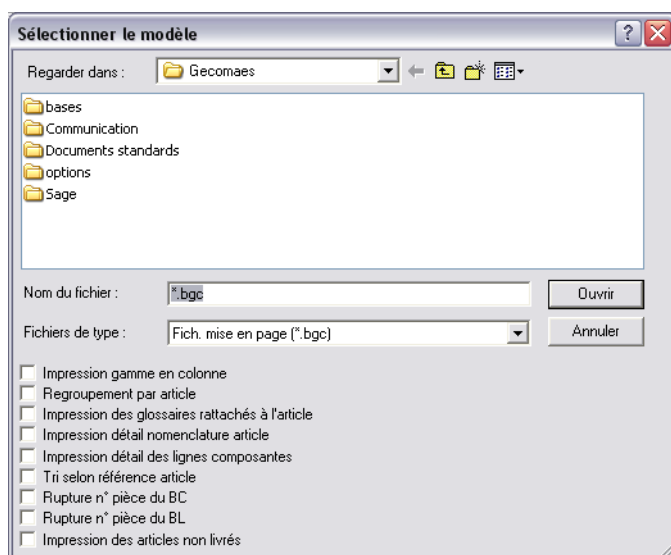 Sélectionner le modèle
Regarder dans :
Gecomaes
bases
Communication
Documents standards
options
Sage
Nom du fichier :
*.bgc
Ouvrir
Fichiers de type :
Fich. mise en page (*.bgc)
Annuler
Impression gamme en colonne
Regroupement par article
Impression des glossaires rattachés à l'article
Impression détail nomenclature article
Impression détail des lignes composantes
Tri selon référence article
Rupture n° pièce du BC
Rupture n° pièce du BL
Impression des articles non livrés